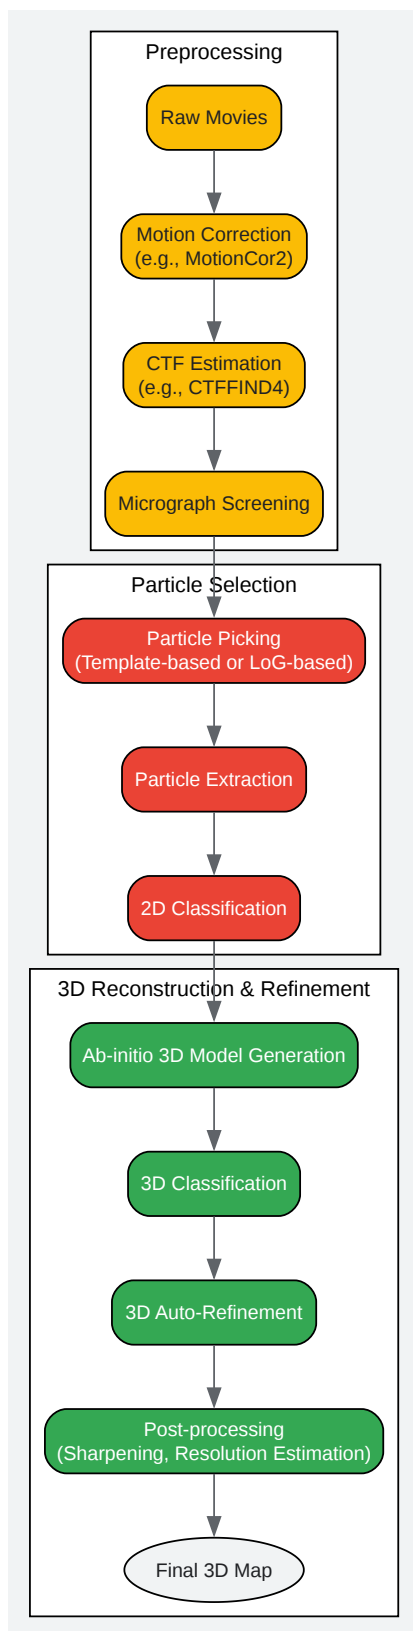 Preprocessing
Raw Movies
Motion Correction
(e.g., MotionCor2)
CTF Estimation
(e.g., CTFFIND4)
Micrograph Screening
Particle Selection
Particle Picking
(Template-based or LoG-based)
Particle Extraction
2D Classification
3D Reconstruction & Refinement
Ab-initio 3D Model Generation
3D Classification
3D Auto-Refinement
Post-processing
(Sharpening, Resolution Estimation)
Final 3D Map